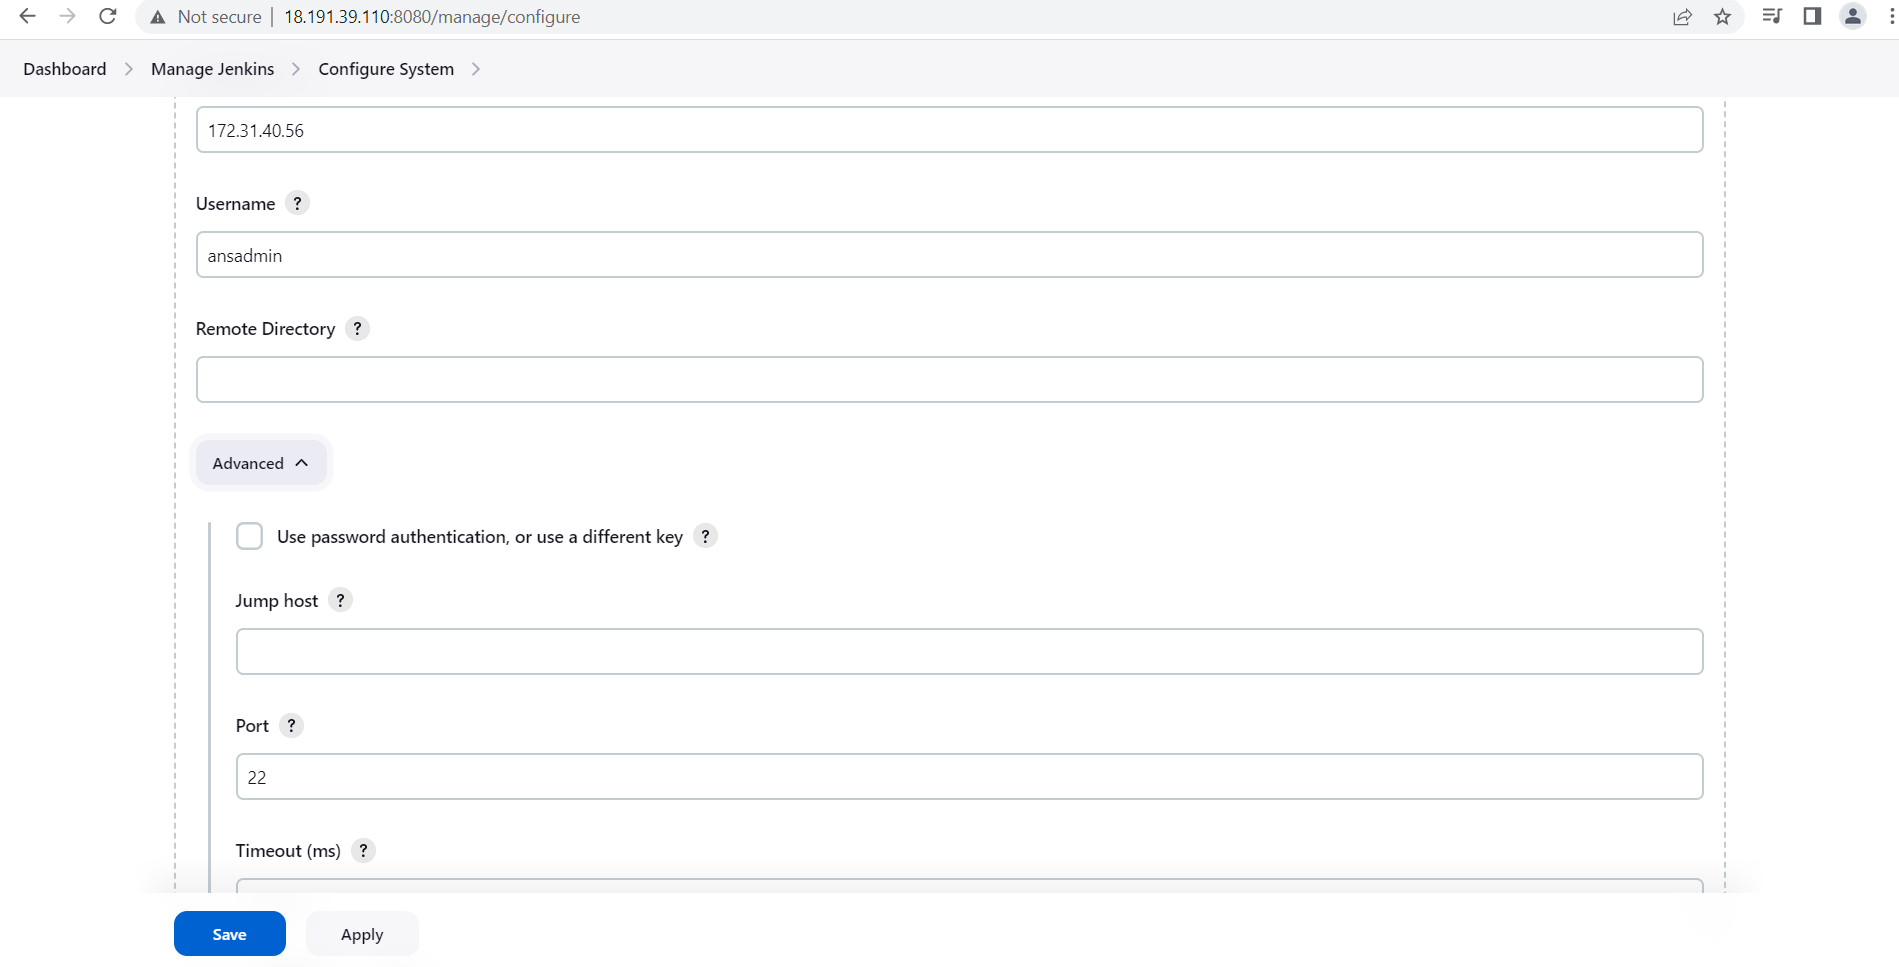 Not secure | 18.191.39.110:8080/manage/configure
Dashboard > Manage Jenkins > Configure System >
172.31.40.56
Username ?
ansadmin
Remote Directory ?
Advanced
Use password authentication, or use a different key ?
Jump host ?
Port ?
22
Timeout (ms) ?
Save Apply